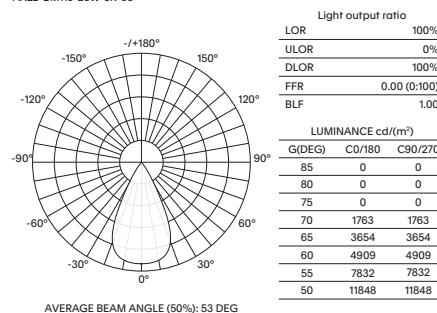 -/+180°
-150°
150°
-120°
120°
-90°
90°
-60°
60°
-30°
30°
0°
AVERAGE BEAM ANGLE (50%): 53 DEG
Light output ratio
LOR 100%
ULOR 0%
DLOR 100%
FFR 0.00 (0:100)
BLF 1.00
LUMINANCE cd/(m²)
G(DEG) C0/180 C90/270
85 0 0
80 0 0
75 0 0
70 1763 1763
65 3654 3654
60 4909 4909
55 7832 7832
50 11848 11848